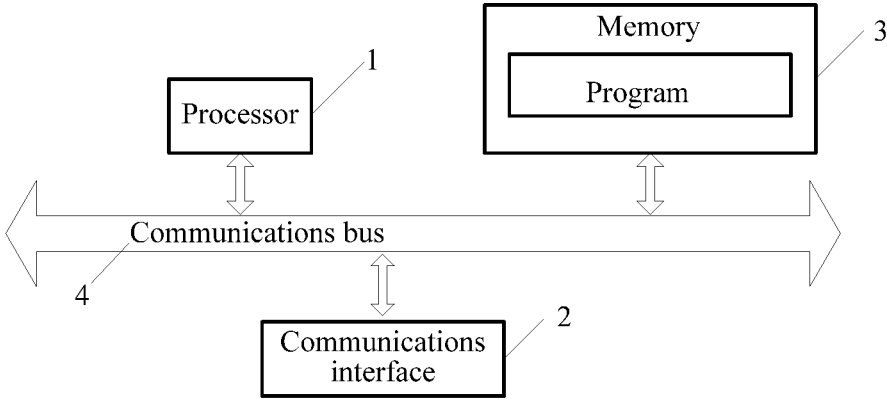 Memory
3
1
Program
Processor
Communications bus
4
2
Communications
interface